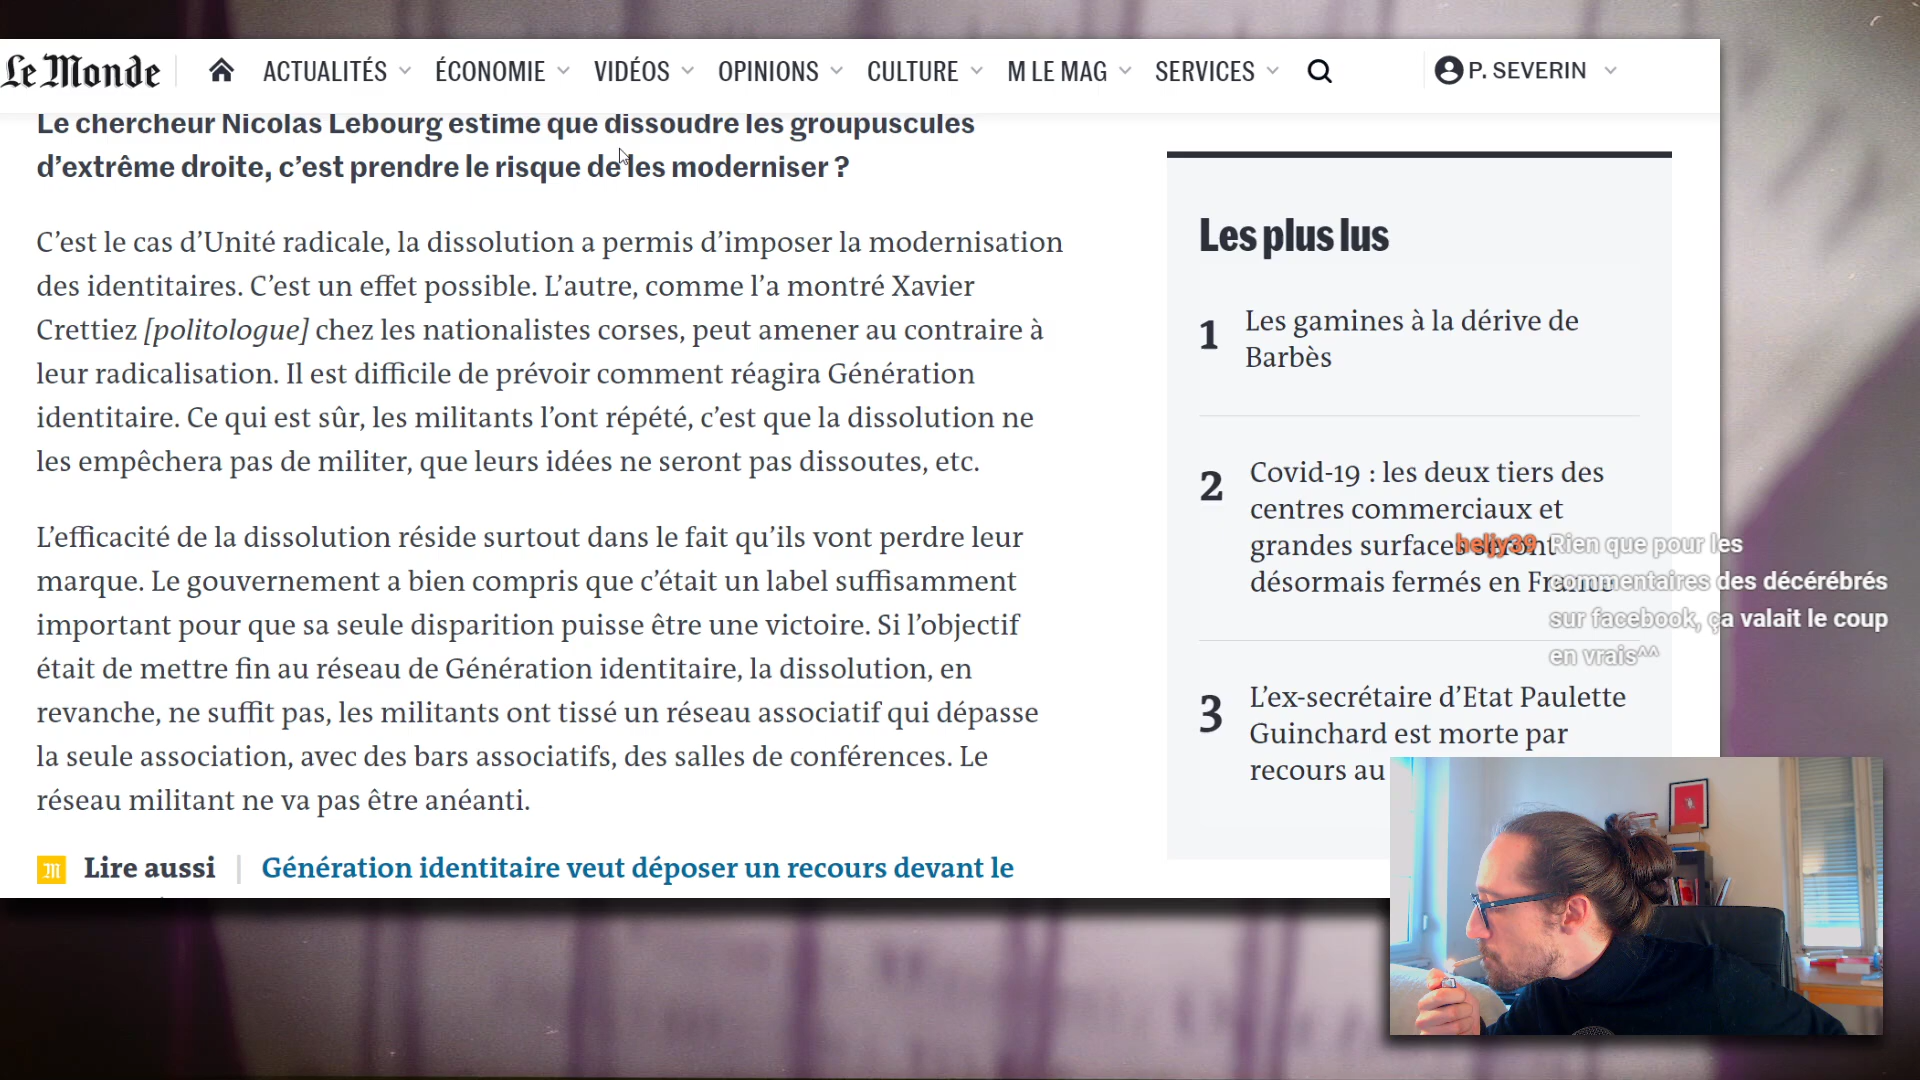 Le Monde
ACTUALITÉS
ÉCONOMIE
VIDÉOS
OPINIONS
CULTURE
M LE MAG
SERVICES
P. SEVERIN
Le chercheur Nicolas Lebourg estime que dissoudre les groupuscules
d’extrême droite, c’est prendre le risque de les moderniser ?
C’est le cas d’Unité radicale, la dissolution a permis d’imposer la modernisation
des identitaires. C’est un effet possible. L’autre, comme l’a montré Xavier
Crettiez [politologue] chez les nationalistes corses, peut amener au contraire à
leur radicalisation. Il est difficile de prévoir comment réagira Génération
identitaire. Ce qui est sûr, les militants l’ont répété, c’est que la dissolution ne
les empêchera pas de militer, que leurs idées ne seront pas dissoutes, etc.
L’efficacité de la dissolution réside surtout dans le fait qu’ils vont perdre leur
marque. Le gouvernement a bien compris que c’était un label suffisamment
important pour que sa seule disparition puisse être une victoire. Si l’objectif
était de mettre fin au réseau de Génération identitaire, la dissolution, en
revanche, ne suffit pas, les militants ont tissé un réseau associatif qui dépasse
la seule association, avec des bars associatifs, des salles de conférences. Le
réseau militant ne va pas être anéanti.
M
Lire aussi
Génération identitaire veut déposer un recours devant le
Les plus lus
1
Les gamines à la dérive de
Barbès
2
Covid-19 : les deux tiers des
centres commerciaux et
grandes surfaces seront
désormais fermés en France
3
L’ex-secrétaire d’Etat Paulette
Guinchard est morte par
recours au
Rien que pour les
commentaires des décérébrés
sur facebook, ça valait le coup
en vrais^^